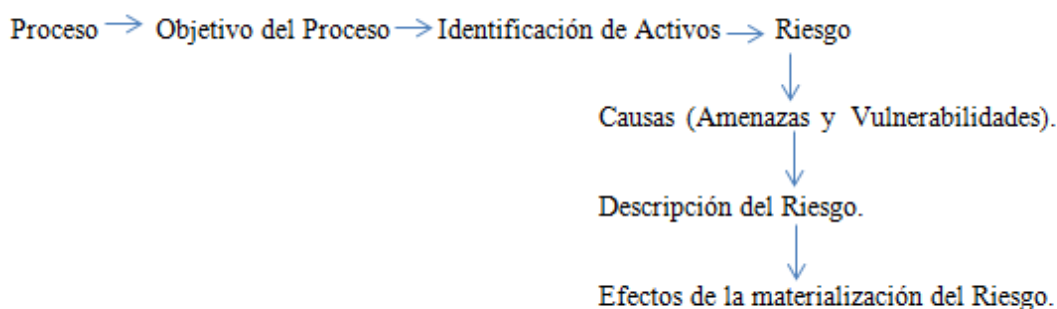 Proceso Objetivo del Proceso Identificación de Activos Riesgo
Causas (Amenazas y Vulnerabilidades).
Descripción del Riesgo.
Efectos de la materialización del Riesgo.